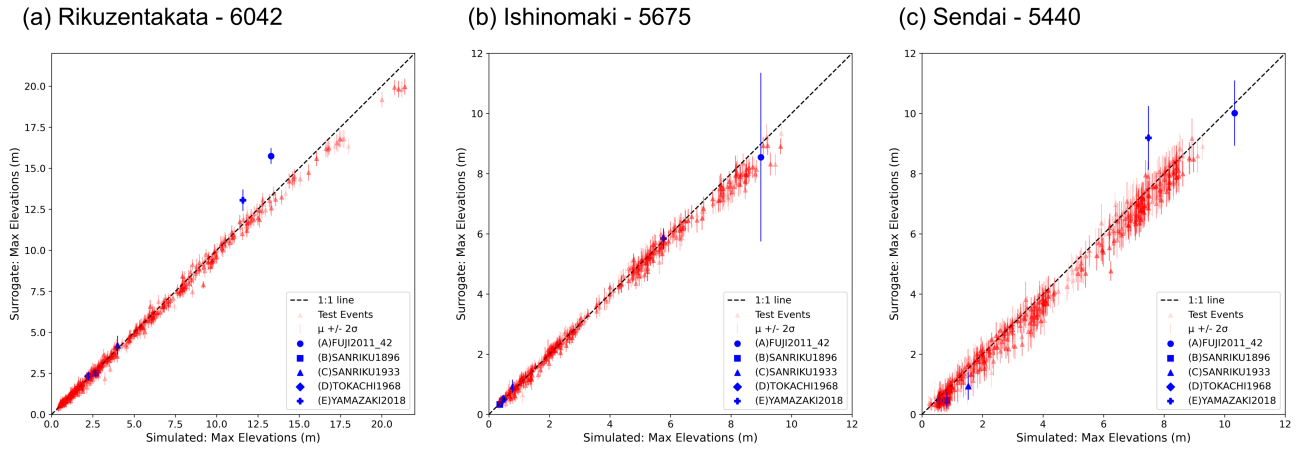 (a) Rikuzentakata - 6042
(b) Ishinomaki - 5675
(c) Sendai - 5440
Surrogate: Max Elevations (m)
20.0
17.5
15.0
12.5
10.0
7.5
5.0
2.5
0.0
1:1 line
Test Events
μ +/- 2σ
(A)FUJI2011_42
(B)SANRIKU1896
(C)SANRIKU1933
(D)TOKACHI1968
(E)YAMAZAKI2018
0.0 2.5 5.0 7.5 10.0 12.5 15.0 17.5 20.0
Simulated: Max Elevations (m)
Surrogate: Max Elevations (m)
12
10
8
6
4
2
0
1:1 line
Test Events
μ +/- 2σ
(A)FUJI2011_42
(B)SANRIKU1896
(C)SANRIKU1933
(D)TOKACHI1968
(E)YAMAZAKI2018
0 2 4 6 8 10 12
Simulated: Max Elevations (m)
Surrogate: Max Elevations (m)
12
10
8
6
4
2
0
1:1 line
Test Events
μ +/- 2σ
(A)FUJI2011_42
(B)SANRIKU1896
(C)SANRIKU1933
(D)TOKACHI1968
(E)YAMAZAKI2018
0 2 4 6 8 10 12
Simulated: Max Elevations (m)